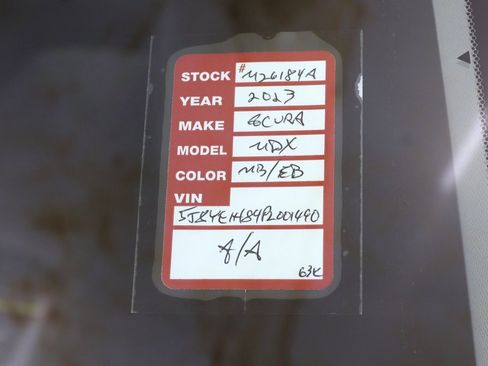 STOCK # M26184A
YEAR 2023
MAKE ACURA
MODEL MDX
COLOR MB/EB
VIN
5J8YE1H84PL001490
A/A
63K